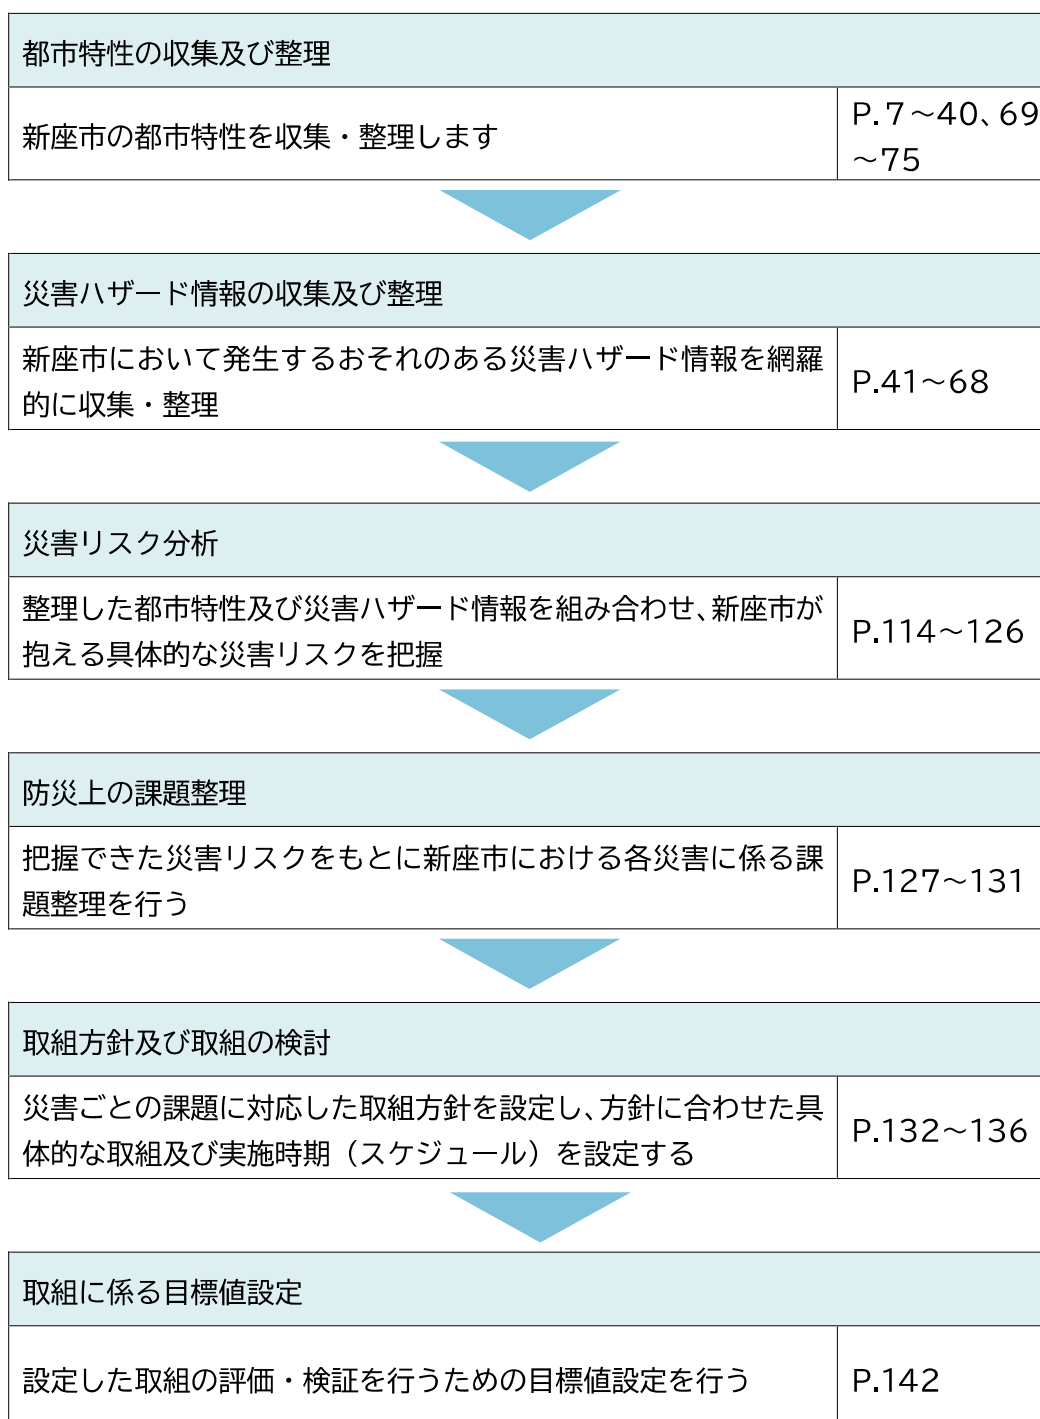 都市特性の収集及び整理
新座市の都市特性を収集・整理します
P.7～40、69
～75
災害ハザード情報の収集及び整理
新座市において発生するおそれのある災害ハザード情報を網羅
的に収集・整理
P.41～68
災害リスク分析
整理した都市特性及び災害ハザード情報を組み合わせ、新座市が
抱える具体的な災害リスクを把握
P.114～126
防災上の課題整理
把握できた災害リスクをもとに新座市における各災害に係る課
題整理を行う
P.127～131
取組方針及び取組の検討
災害ごとの課題に対応した取組方針を設定し、方針に合わせた具
体的な取組及び実施時期（スケジュール）を設定する
P.132～136
取組に係る目標値設定
設定した取組の評価・検証を行うための目標値設定を行う
P.142